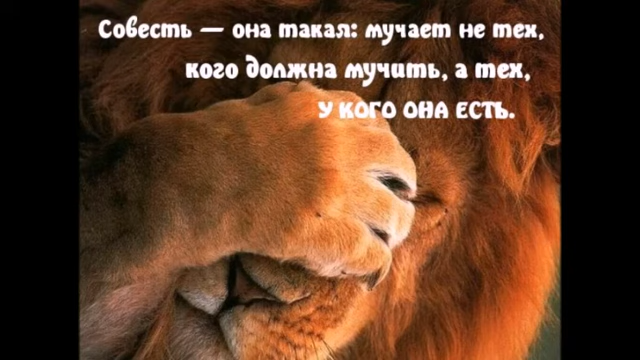 Совесть — она такая: мучает не тех,
кого должна мучить, а тех,
У КОГО ОНА ЕСТЬ.